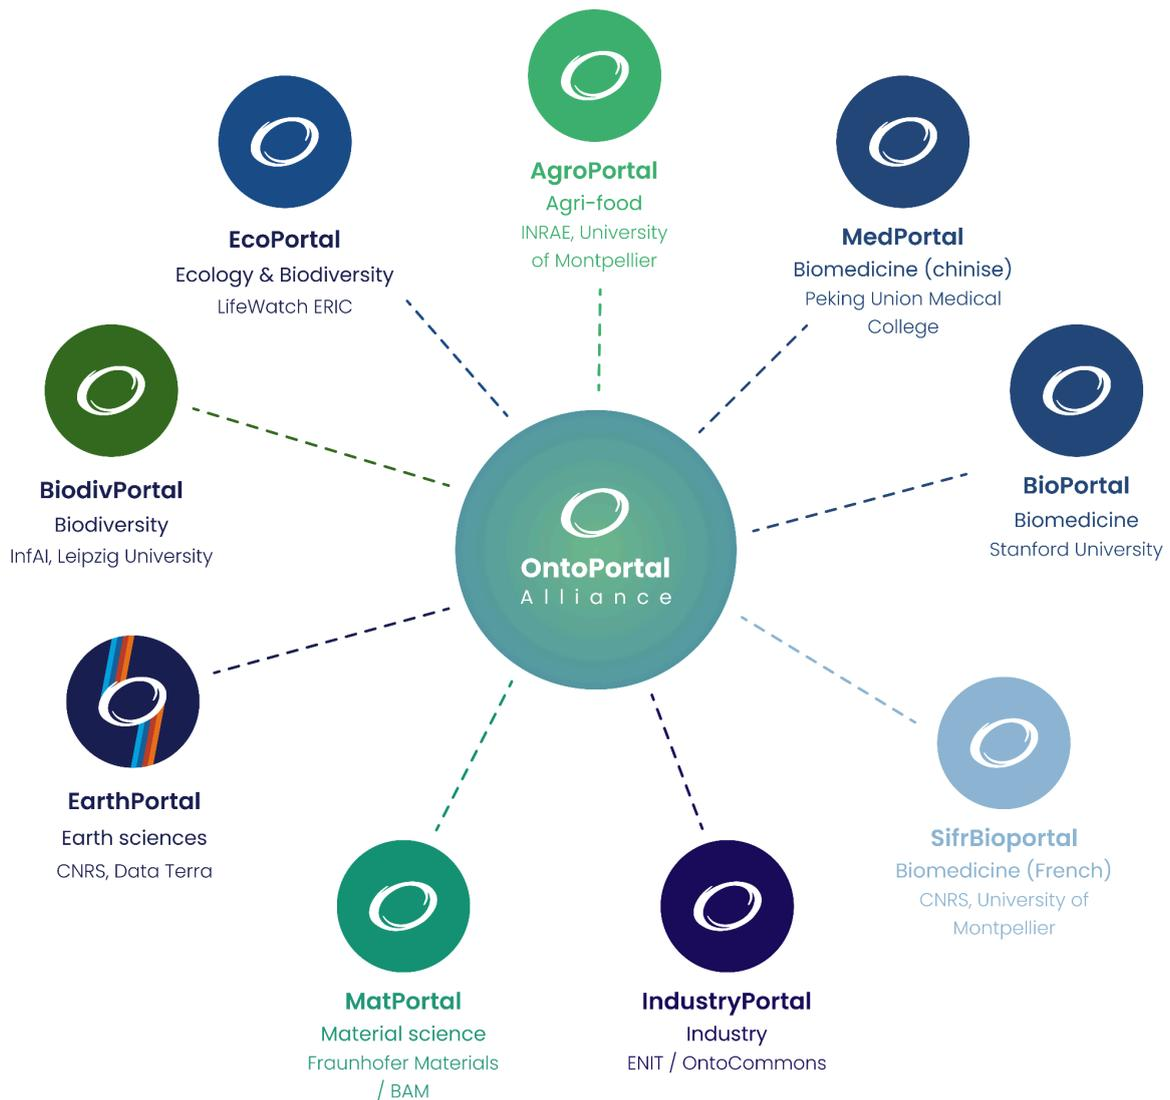 AgroPortal
Agri-food
INRAE, University
of Montpellier
EcoPortal
Ecology & Biodiversity
LifeWatch ERIC
MedPortal
Biomedicine (chinise)
Peking Union Medical
College
BiodivPortal
Biodiversity
InfAI, Leipzig University
BioPortal
Biomedicine
Stanford University
OntoPortal
Alliance
EarthPortal
Earth sciences
CNRS, Data Terra
SifrBioportal
Biomedicine (French)
CNRS, University of
Montpellier
MatPortal
Material science
Fraunhofer Materials
/ BAM
IndustryPortal
Industry
ENIT / OntoCommons